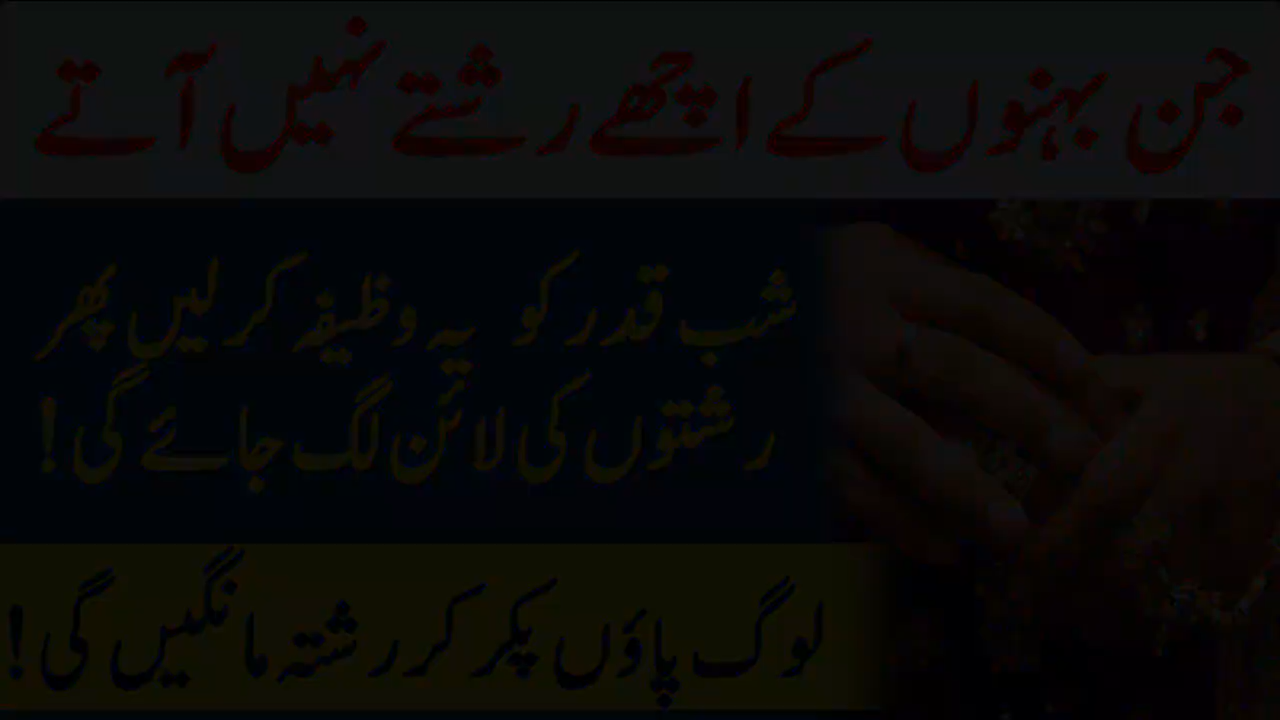 جن بہنوں کے اچھے رشتے نہیں آتے
شب قدر کو یہ وظیفہ کر لیں پھر
رشتوں کی لائن لگ جائے گی!
لوگ پاؤں پکر کر رشتہ مانگیں گی!